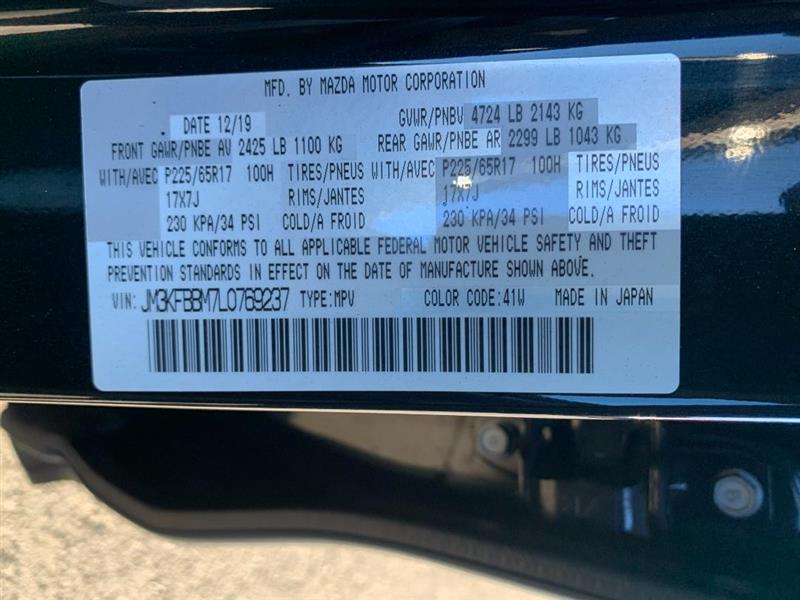 MFD. BY MAZDA MOTOR CORPORATION
DATE 12/19 GVWR/PNBV 4724 LB 2143 KG
FRONT GAWR/PNBE AV 2425 LB 1100 KG REAR GAWR/PNBE AR 2299 LB 1043 KG
WITH/AVEC P225/65R17 100H TIRES/PNEUS WITH/AVEC P225/65R17 100H TIRES/PNEUS
17X7J RIMS/JANTES 17X7J RIMS/JANTES
230 KPA/34 PSI COLD/A FROID 230 KPA/34 PSI COLD/A FROID
THIS VEHICLE CONFORMS TO ALL APPLICABLE FEDERAL MOTOR VEHICLE SAFETY AND THEFT
PREVENTION STANDARDS IN EFFECT ON THE DATE OF MANUFACTURE SHOWN ABOVE.
VIN: JM3KFBBM7L0769237 TYPE:MPV COLOR CODE:41W MADE IN JAPAN